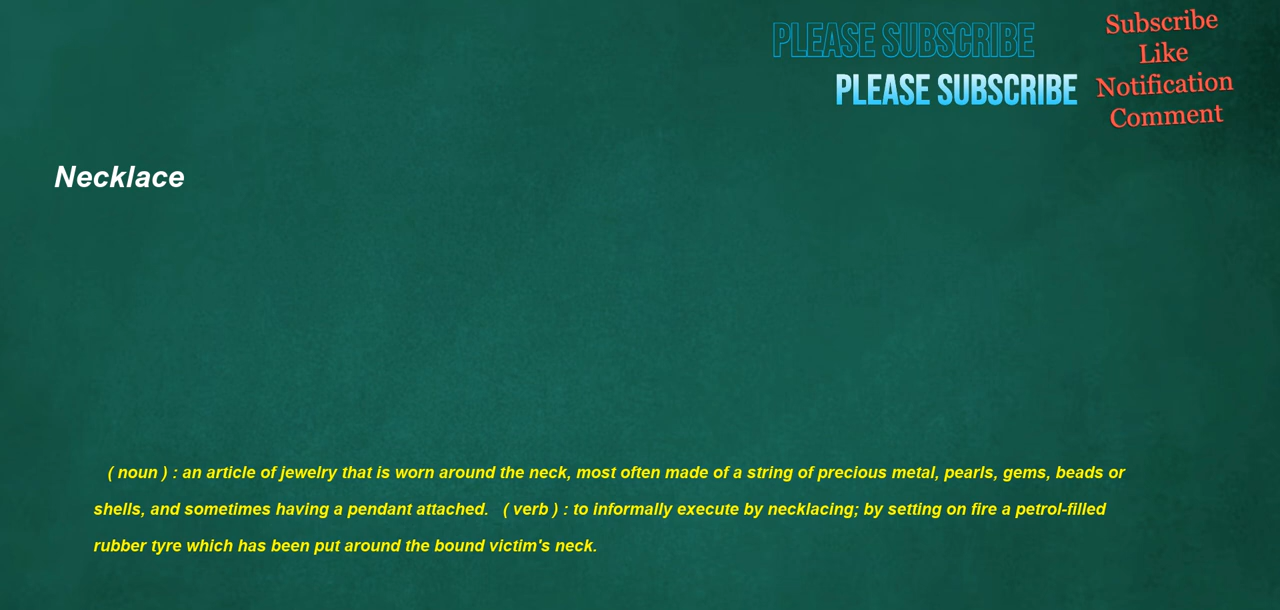 PLEASE SUBSCRIBE
PLEASE SUBSCRIBE
Subscribe
Like
Notification
Comment
Necklace
( noun ) : an article of jewelry that is worn around the neck, most often made of a string of precious metal, pearls, gems, beads or
shells, and sometimes having a pendant attached. ( verb ) : to informally execute by necklacing; by setting on fire a petrol-filled
rubber tyre which has been put around the bound victim's neck.